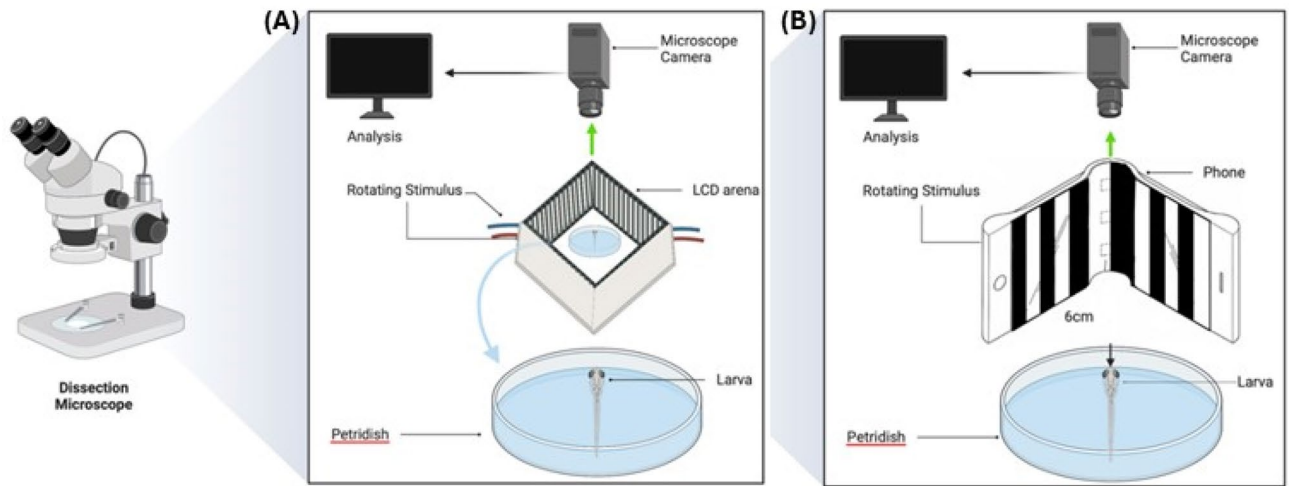 (A)
Microscope
Camera
Analysis
Rotating Stimulus
LCD arena
Larva
Petridish
Dissection
Microscope
(B)
Microscope
Camera
Analysis
Phone
Rotating Stimulus
6cm
Larva
Petridish